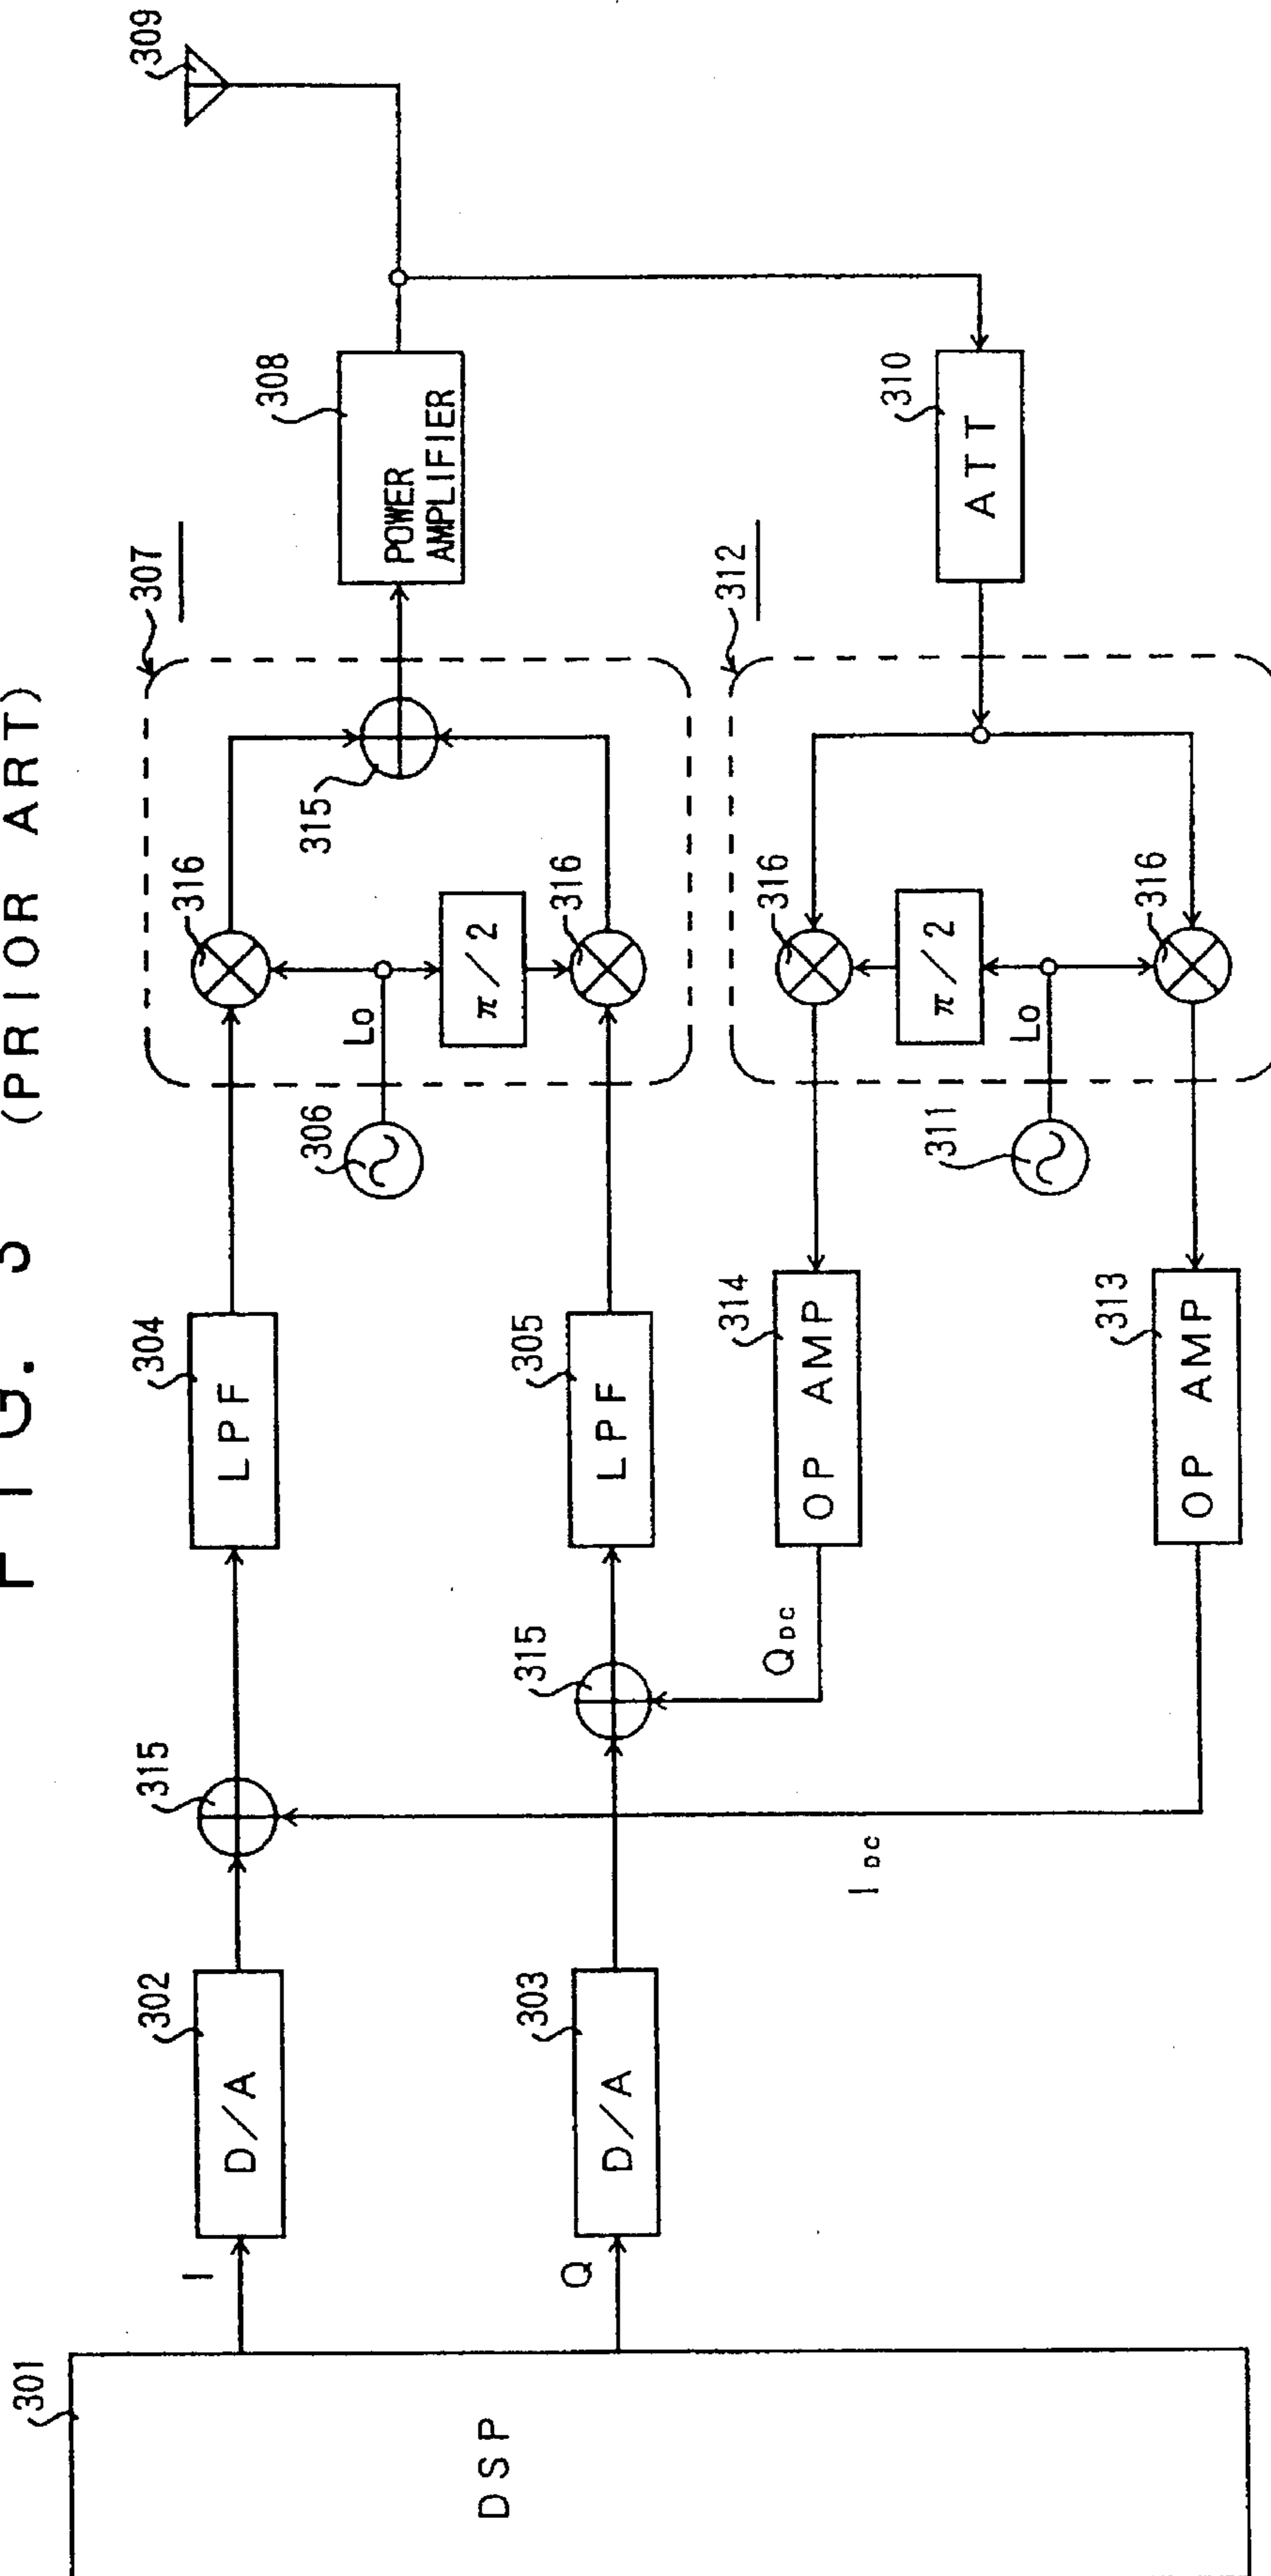 FIG. 3 (PRIOR ART)
301
DSP
I
302
D/A
315
304
LPF
316
307
309
306
Lo
315
308
POWER
AMPLIFIER
Q
303
D/A
315
305
LPF
π/2
316
QDC
314
OP AMP
316
312
310
ATT
π/2
311
Lo
IDC
313
OP AMP
316